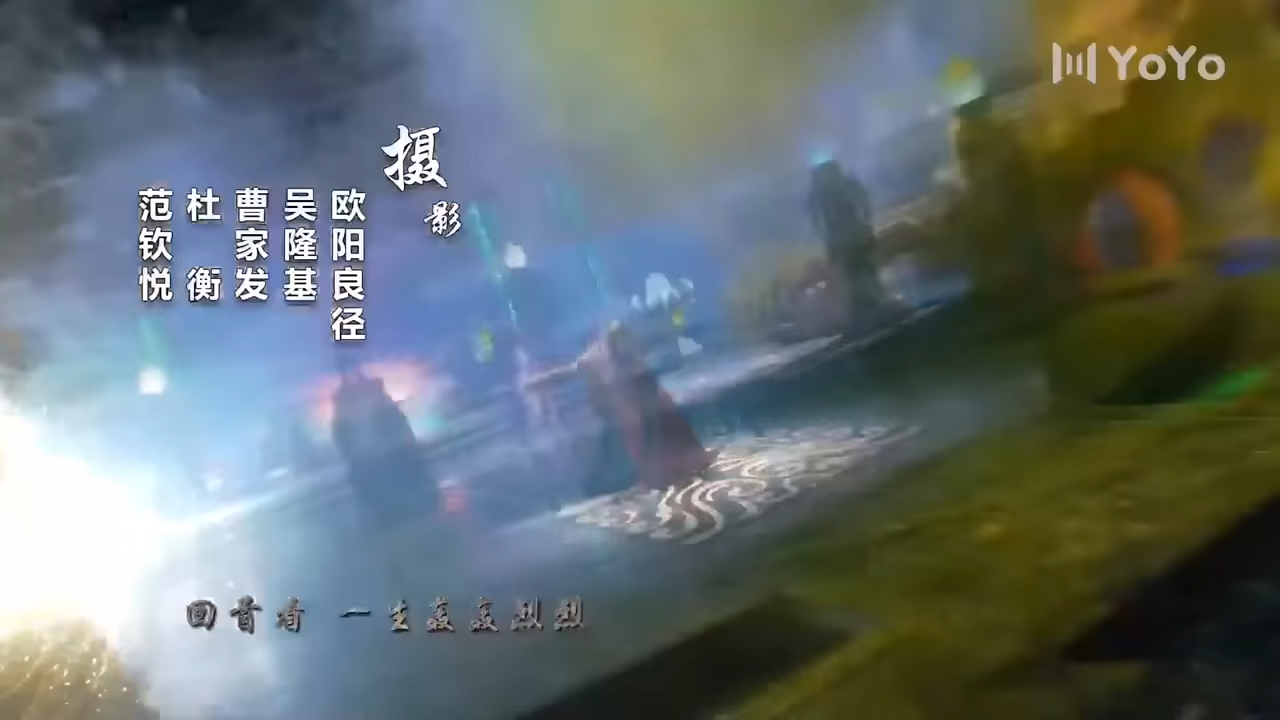 YoYo
摄影
欧阳良径
吴隆基
曹家发
杜衡
范钦悦
回首看 一生轰轰烈烈